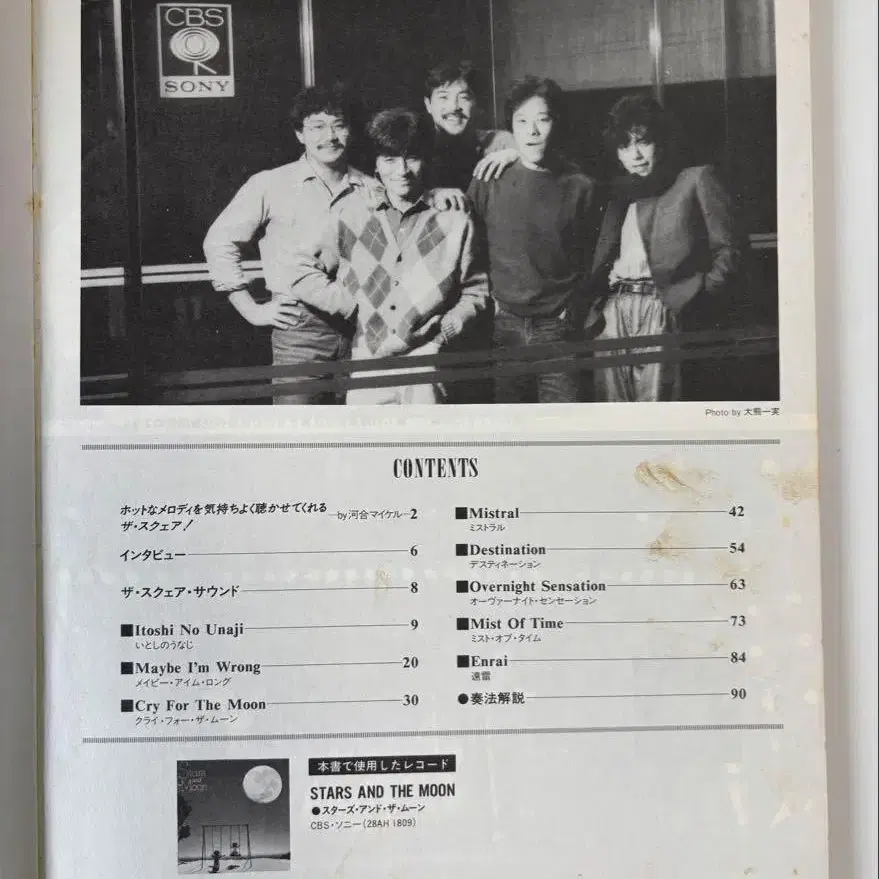 CBS
SONY
Photo by 大熊一実
CONTENTS
ホットなメロディを気持ちよく聴かせてくれる
ザ・スクェア! by河合マイケル 2
インタビュー 6
ザ・スクェア・サウンド 8
■Itoshi No Unaji 9
いとしのうなじ
■Maybe I'm Wrong 20
メイビー・アイム・ロング
■Cry For The Moon 30
クライ・フォー・ザ・ムーン
■Mistral 42
ミストラル
■Destination 54
デスティネーション
■Overnight Sensation 63
オーヴァーナイト・センセーション
■Mist Of Time 73
ミスト・オブ・タイム
■Enrai 84
遠雷
●奏法解説 90
Stars
and
Moon
本書で使用したレコード
STARS AND THE MOON
●スターズ・アンド・ザ・ムーン
CBS・ソニー(28AH 1809)